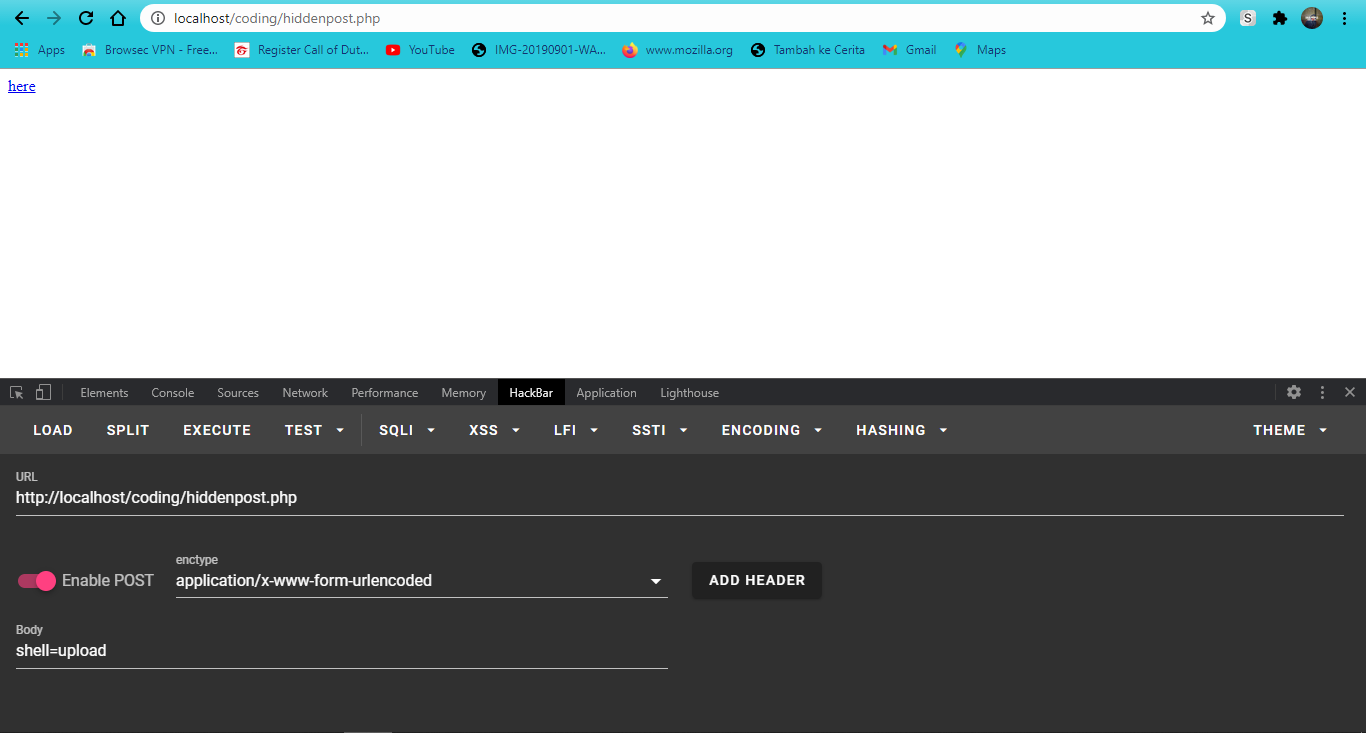 localhost/coding/hiddenpost.php
S
Apps Browsec VPN - Free... Register Call of Dut... YouTube IMG-20190901-WA... www.mozilla.org Tambah ke Cerita Gmail Maps
here
Elements Console Sources Network Performance Memory HackBar Application Lighthouse
LOAD SPLIT EXECUTE TEST SQLI XSS LFI SSTI ENCODING HASHING THEME
URL
http://localhost/coding/hiddenpost.php
enctype
Enable POST application/x-www-form-urlencoded ADD HEADER
Body
shell=upload